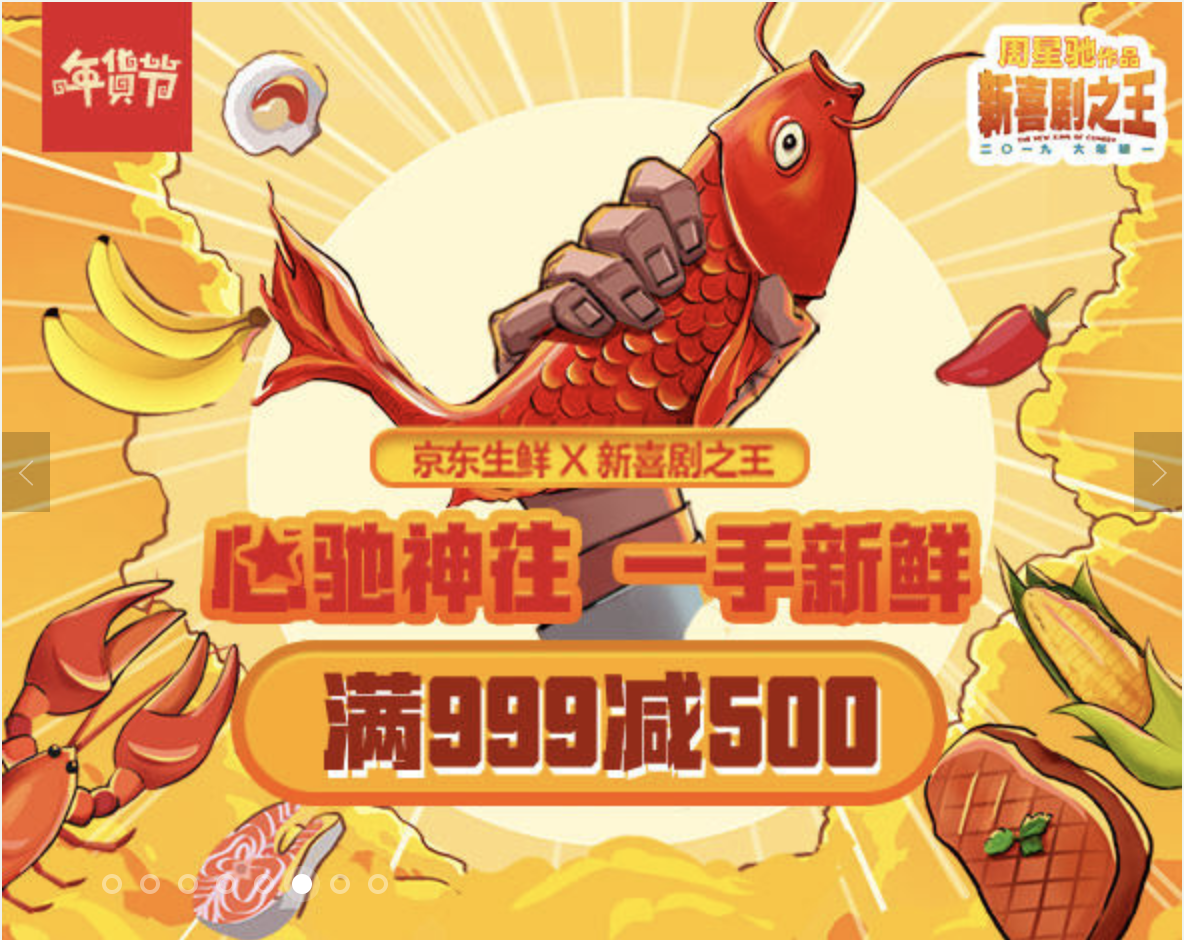 年貨节
周星驰作品
新喜剧之王
THE NEW KING OF COMEDY
二〇一九 大年初一
京东生鲜 X 新喜剧之王
心驰神往 一手新鲜
满999减500